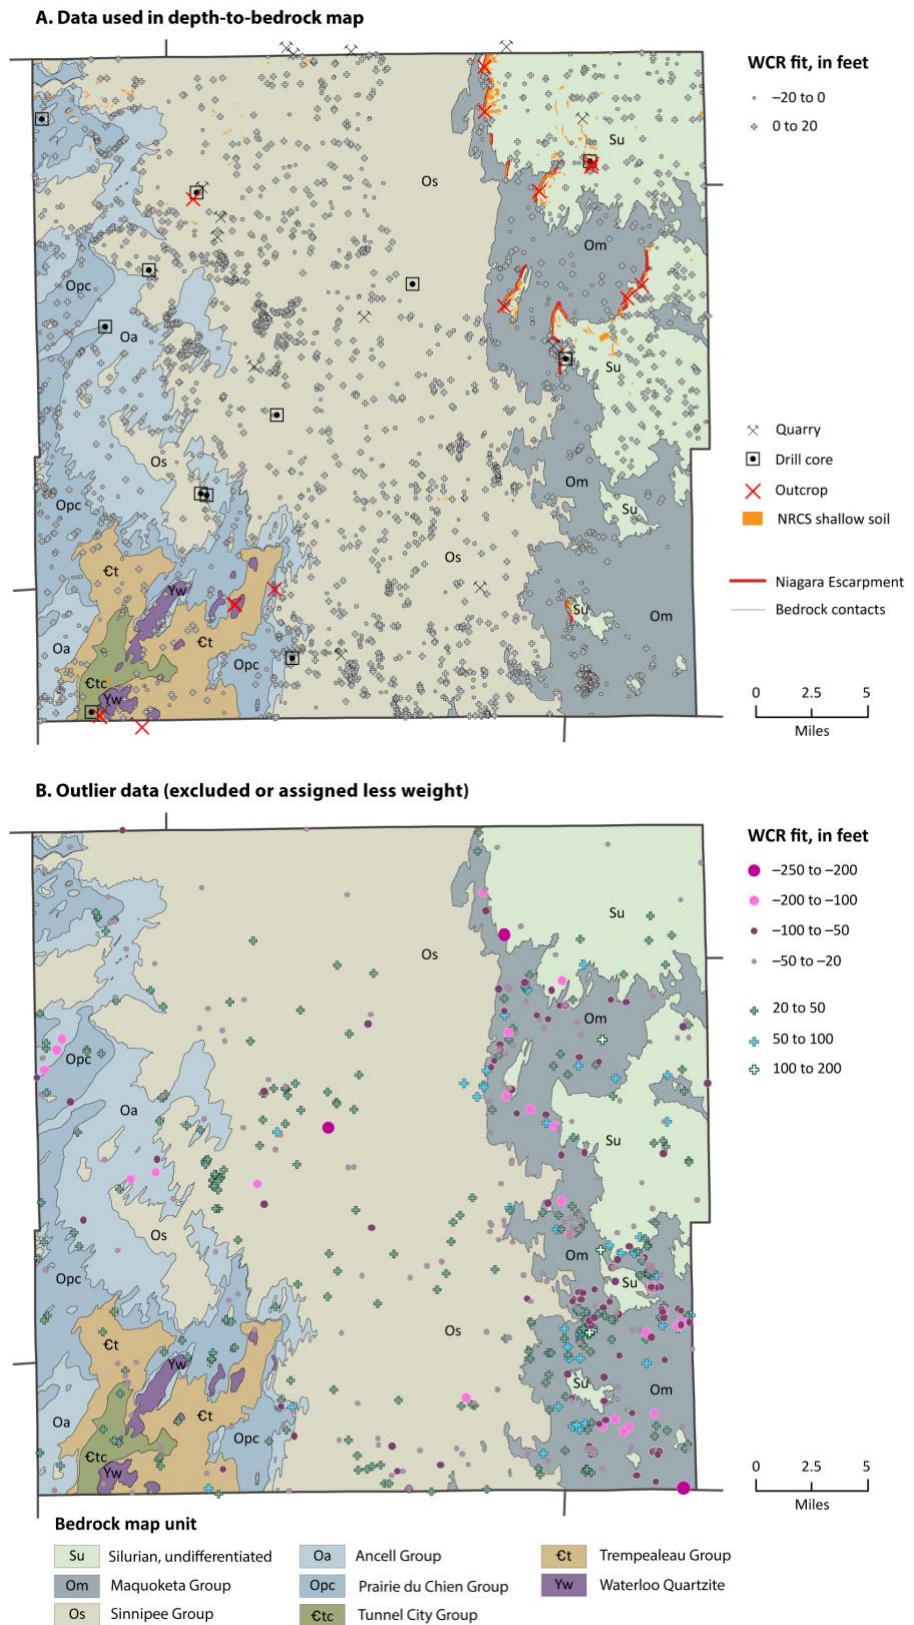 A. Data used in depth-to-bedrock map
WCR fit, in feet
–20 to 0
0 to 20
Su
Os
Om
Opc
Oa
Su
Os
Om
Opc
Su
Os
Ꞓt
Yw
Su
Om
Ꞓt
Oa
Opc
Ꞓtc
Yw
Quarry
Drill core
Outcrop
NRCS shallow soil
Niagara Escarpment
Bedrock contacts
0 2.5 5
Miles
B. Outlier data (excluded or assigned less weight)
WCR fit, in feet
–250 to –200
–200 to –100
–100 to –50
–50 to –20
20 to 50
50 to 100
100 to 200
Su
Os
Om
Opc
Oa
Su
Os
Om
Opc
Su
Os
Ꞓt
Yw
Su
Om
Ꞓt
Oa
Opc
Ꞓtc
Yw
0 2.5 5
Miles
Bedrock map unit
Su Silurian, undifferentiated
Om Maquoketa Group
Os Sinnipee Group
Oa Ancell Group
Opc Prairie du Chien Group
Ꞓtc Tunnel City Group
Ꞓt Trempealeau Group
Yw Waterloo Quartzite